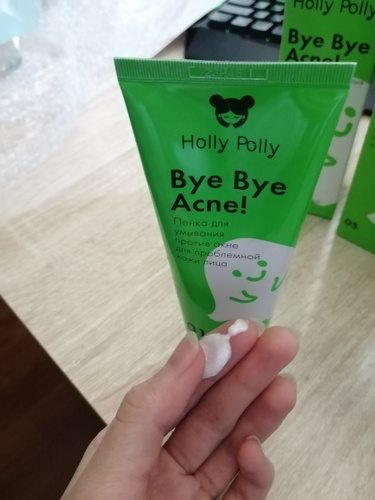 Holly Polly
Bye Bye
Acne!
Holly Polly
Bye Bye
Acne!
Пенка для
умывания
против акне
для проблемной
кожи лица
05